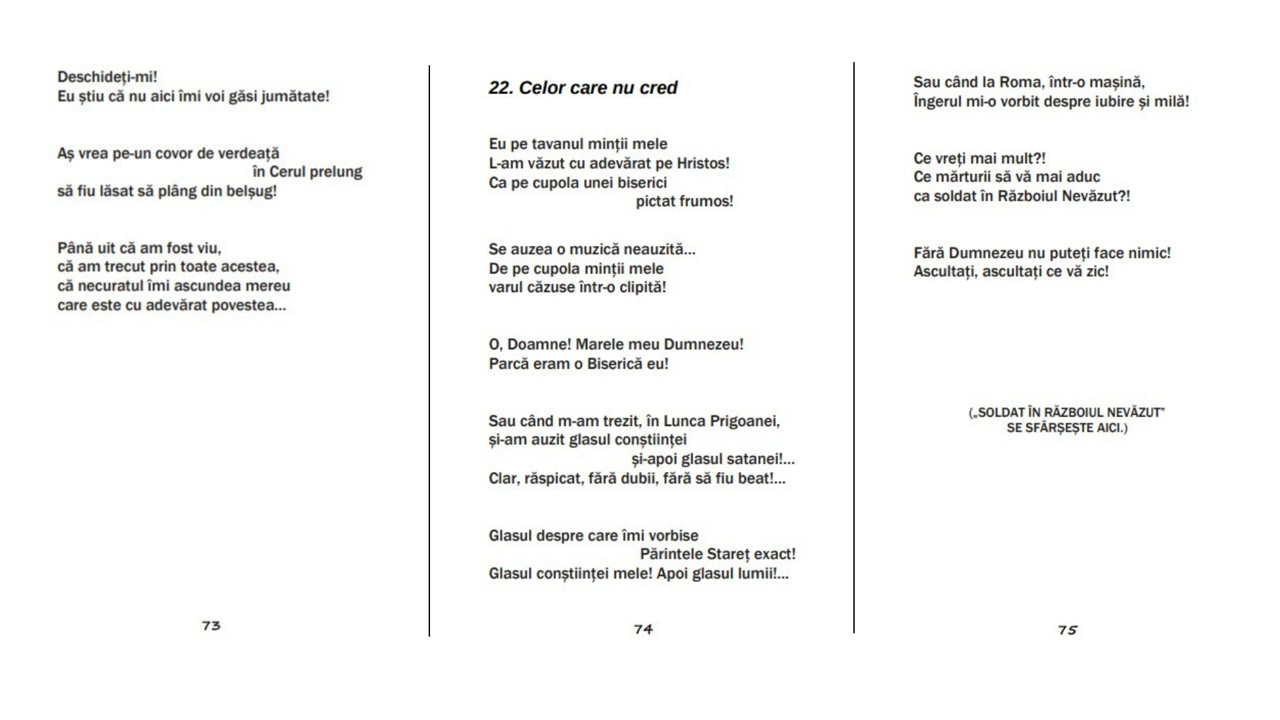 Deschideți-mi!
Eu știu că nu aici îmi voi găsi jumătate!
Aș vrea pe-un covor de verdeață
în Cerul prelung
să fiu lăsat să plâng din belșug!
Până uit că am fost viu,
că am trecut prin toate acestea,
că necuratul îmi ascundea mereu
care este cu adevărat povestea...
73
22. Celor care nu cred
Eu pe tavanul minții mele
L-am văzut cu adevărat pe Hristos!
Ca pe cupola unei biserici
pictat frumos!
Se auzea o muzică neauzită...
De pe cupola minții mele
varul căzuse într-o clipită!
O, Doamne! Marele meu Dumnezeu!
Parcă eram o Biserică eu!
Sau când m-am trezit, în Lunca Prigoanei,
și-am auzit glasul conștiinței
și-apoi glasul satanei!...
Clar, răspicat, fără dubii, fără să fiu beat!...
Glasul despre care îmi vorbise
Părintele Stareț exact!
Glasul conștiinței mele! Apoi glasul lumii!...
74
Sau când la Roma, într-o mașină,
Îngerul mi-o vorbit despre iubire și milă!
Ce vreți mai mult?!
Ce mărturii să vă mai aduc
ca soldat în Războiul Nevăzut?!
Fără Dumnezeu nu puteți face nimic!
Ascultați, ascultați ce vă zic!
(„SOLDAT ÎN RĂZBOIUL NEVĂZUT”
SE SFÂRȘEȘTE AICI.)
75